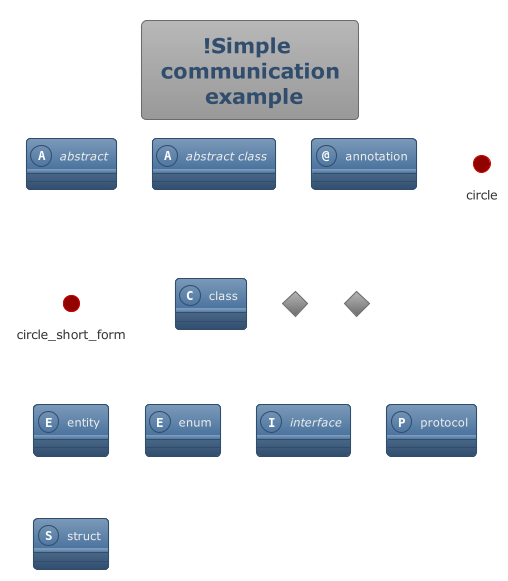 !Simple
communication
example
A abstract
A abstract class
@ annotation
circle
circle_short_form
C class
E entity
E enum
I interface
P protocol
S struct